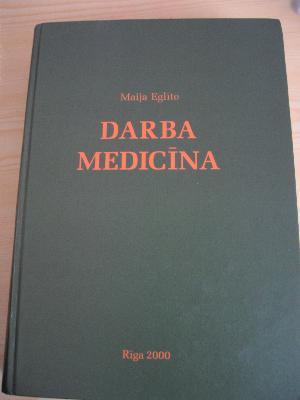 Maija Eglīte
DARBA
MEDICĪNA
Rīga 2000